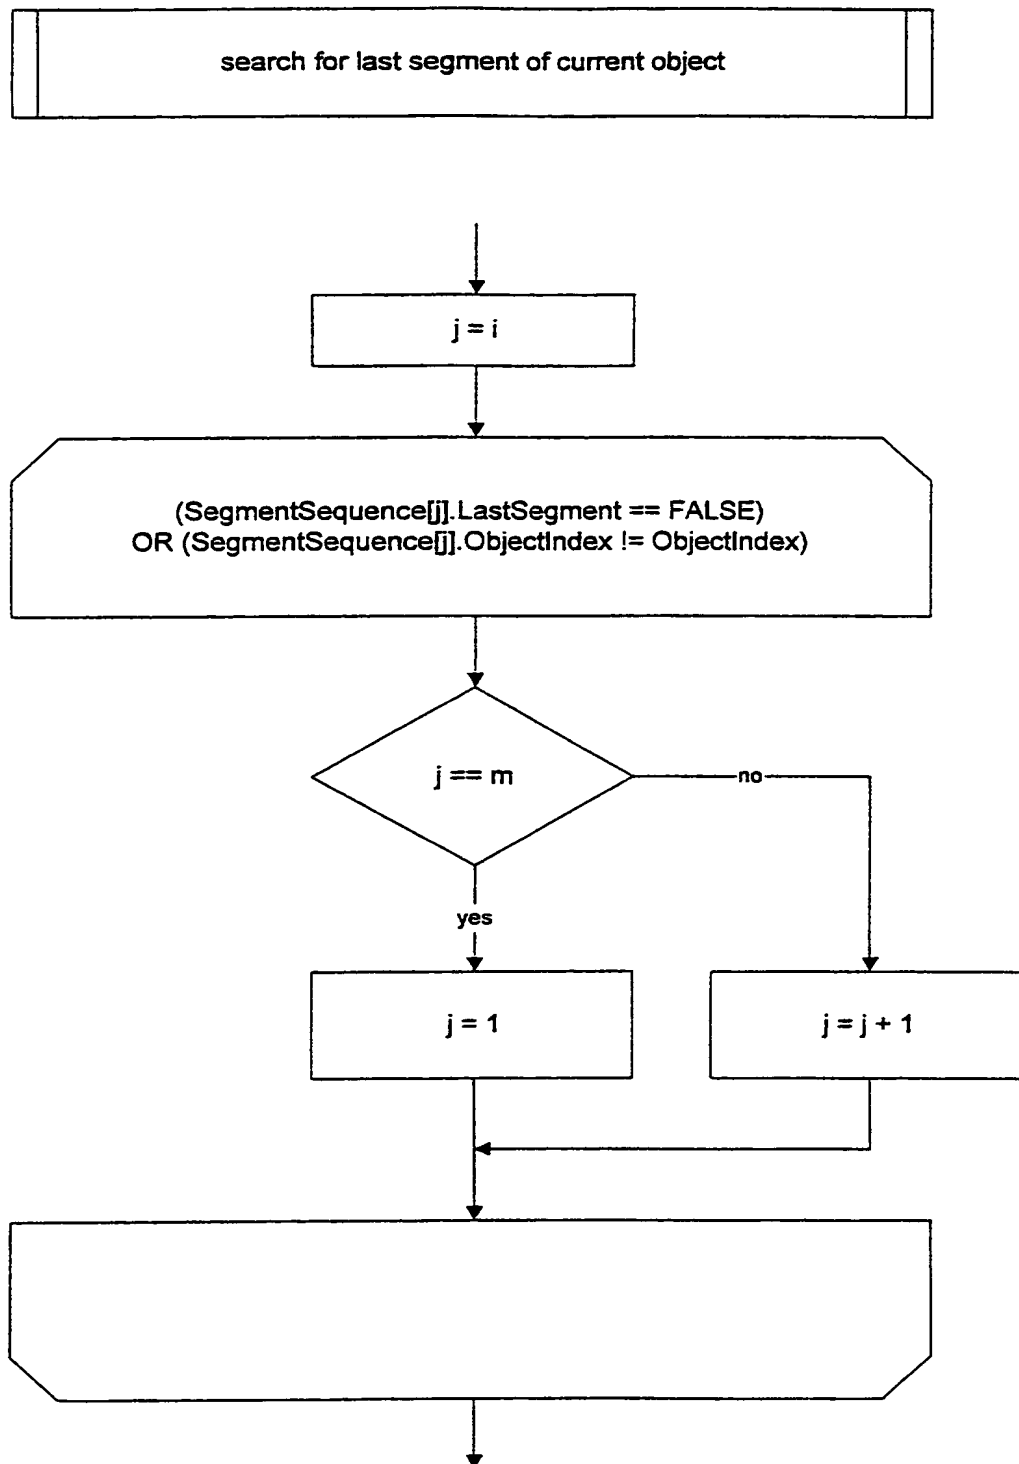 search for last segment of current object
j = i
(SegmentSequence[j].LastSegment == FALSE)
OR (SegmentSequence[j].ObjectIndex != ObjectIndex)
j == m
no
yes
j = 1
j = j + 1